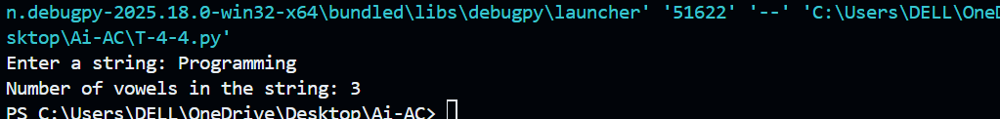 n.debugpy-2025.18.0-win32-x64\bundled\libs\debugpy\launcher' '51622' '--' 'C:\Users\DELL\OneDre
sktop\Ai-AC\T-4-4.py'
Enter a string: Programming
Number of vowels in the string: 3
PS C:\Users\DELL\OneDrive\Desktop\Ai-AC>